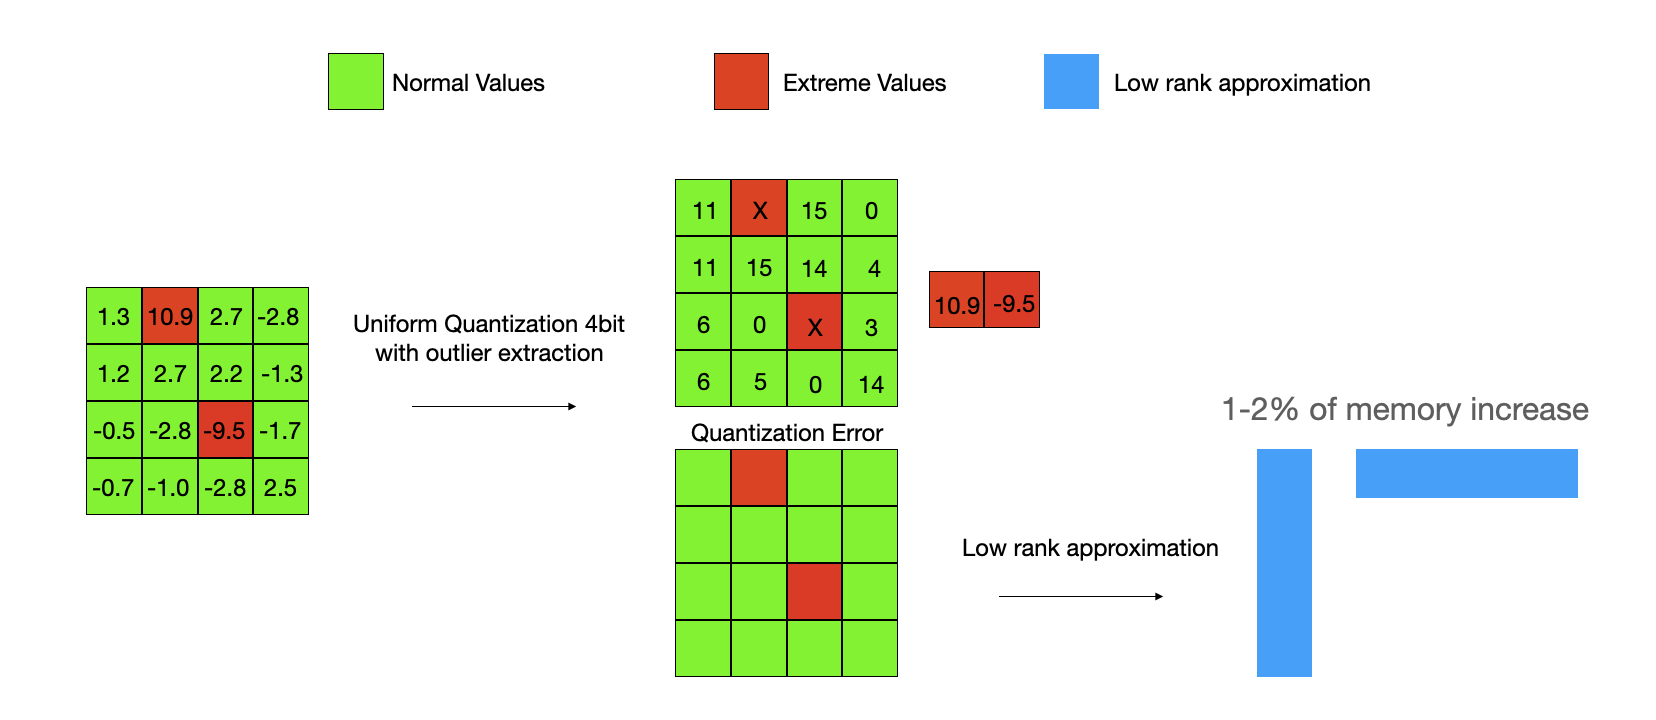 Normal Values
Extreme Values
Low rank approximation
1.3 10.9 2.7 -2.8
1.2 2.7 2.2 -1.3
-0.5 -2.8 -9.5 -1.7
-0.7 -1.0 -2.8 2.5
Uniform Quantization 4bit
with outlier extraction
11 X 15 0
11 15 14 4
6 0 X 3
6 5 0 14
10.9 -9.5
Quantization Error
Low rank approximation
1-2% of memory increase